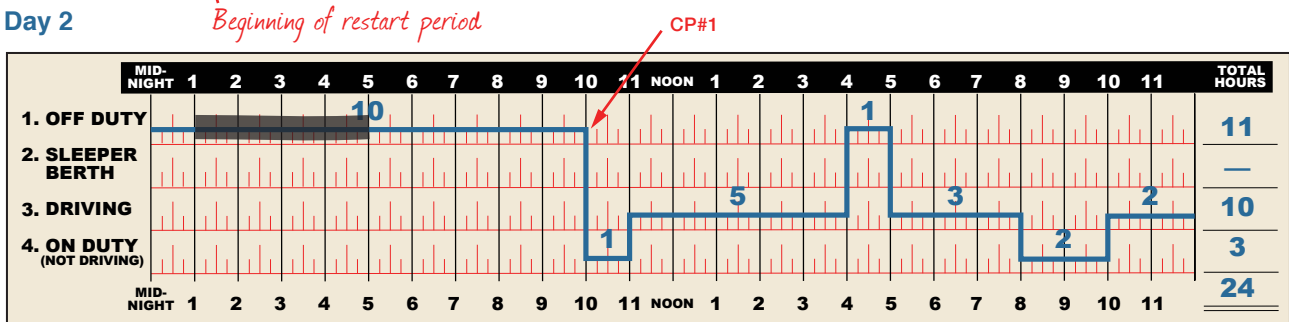 Day 2
Beginning of restart period
CP#1
MID-NIGHT 1 2 3 4 5 6 7 8 9 10 11 NOON 1 2 3 4 5 6 7 8 9 10 11 TOTAL HOURS
1. OFF DUTY 10 1 11
2. SLEEPER BERTH —
3. DRIVING 5 3 2 10
4. ON DUTY (NOT DRIVING) 1 2 3
24
MID-NIGHT 1 2 3 4 5 6 7 8 9 10 11 NOON 1 2 3 4 5 6 7 8 9 10 11